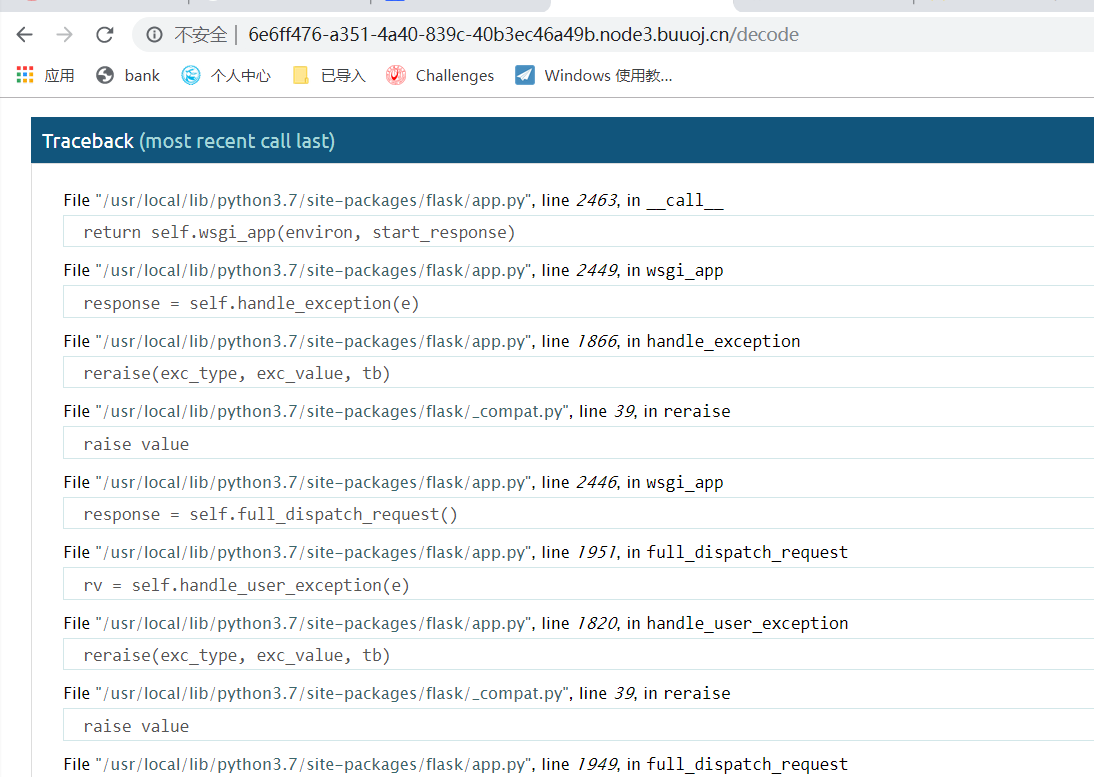 不安全 | 6e6ff476-a351-4a40-839c-40b3ec46a49b.node3.buuoj.cn/decode
应用 bank 个人中心 已导入 Challenges Windows 使用教...
Traceback (most recent call last)
File "/usr/local/lib/python3.7/site-packages/flask/app.py", line 2463, in __call__
return self.wsgi_app(environ, start_response)
File "/usr/local/lib/python3.7/site-packages/flask/app.py", line 2449, in wsgi_app
response = self.handle_exception(e)
File "/usr/local/lib/python3.7/site-packages/flask/app.py", line 1866, in handle_exception
reraise(exc_type, exc_value, tb)
File "/usr/local/lib/python3.7/site-packages/flask/_compat.py", line 39, in reraise
raise value
File "/usr/local/lib/python3.7/site-packages/flask/app.py", line 2446, in wsgi_app
response = self.full_dispatch_request()
File "/usr/local/lib/python3.7/site-packages/flask/app.py", line 1951, in full_dispatch_request
rv = self.handle_user_exception(e)
File "/usr/local/lib/python3.7/site-packages/flask/app.py", line 1820, in handle_user_exception
reraise(exc_type, exc_value, tb)
File "/usr/local/lib/python3.7/site-packages/flask/_compat.py", line 39, in reraise
raise value
File "/usr/local/lib/python3.7/site-packages/flask/app.py", line 1949, in full_dispatch_request